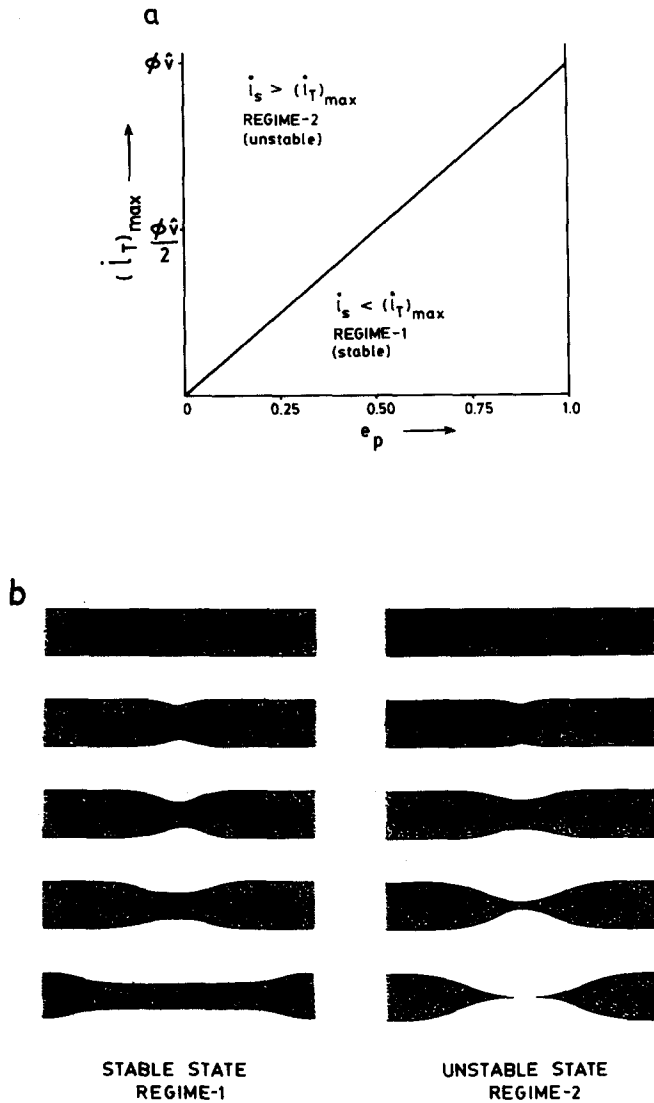 a
ϕv̂
i̇s > (i̇T)max
REGIME-2
(unstable)
(i̇T)max
ϕv̂
2
i̇s < (i̇T)max
REGIME-1
(stable)
0 0.25 0.50 0.75 1.0
ep
b
STABLE STATE
REGIME-1
UNSTABLE STATE
REGIME-2